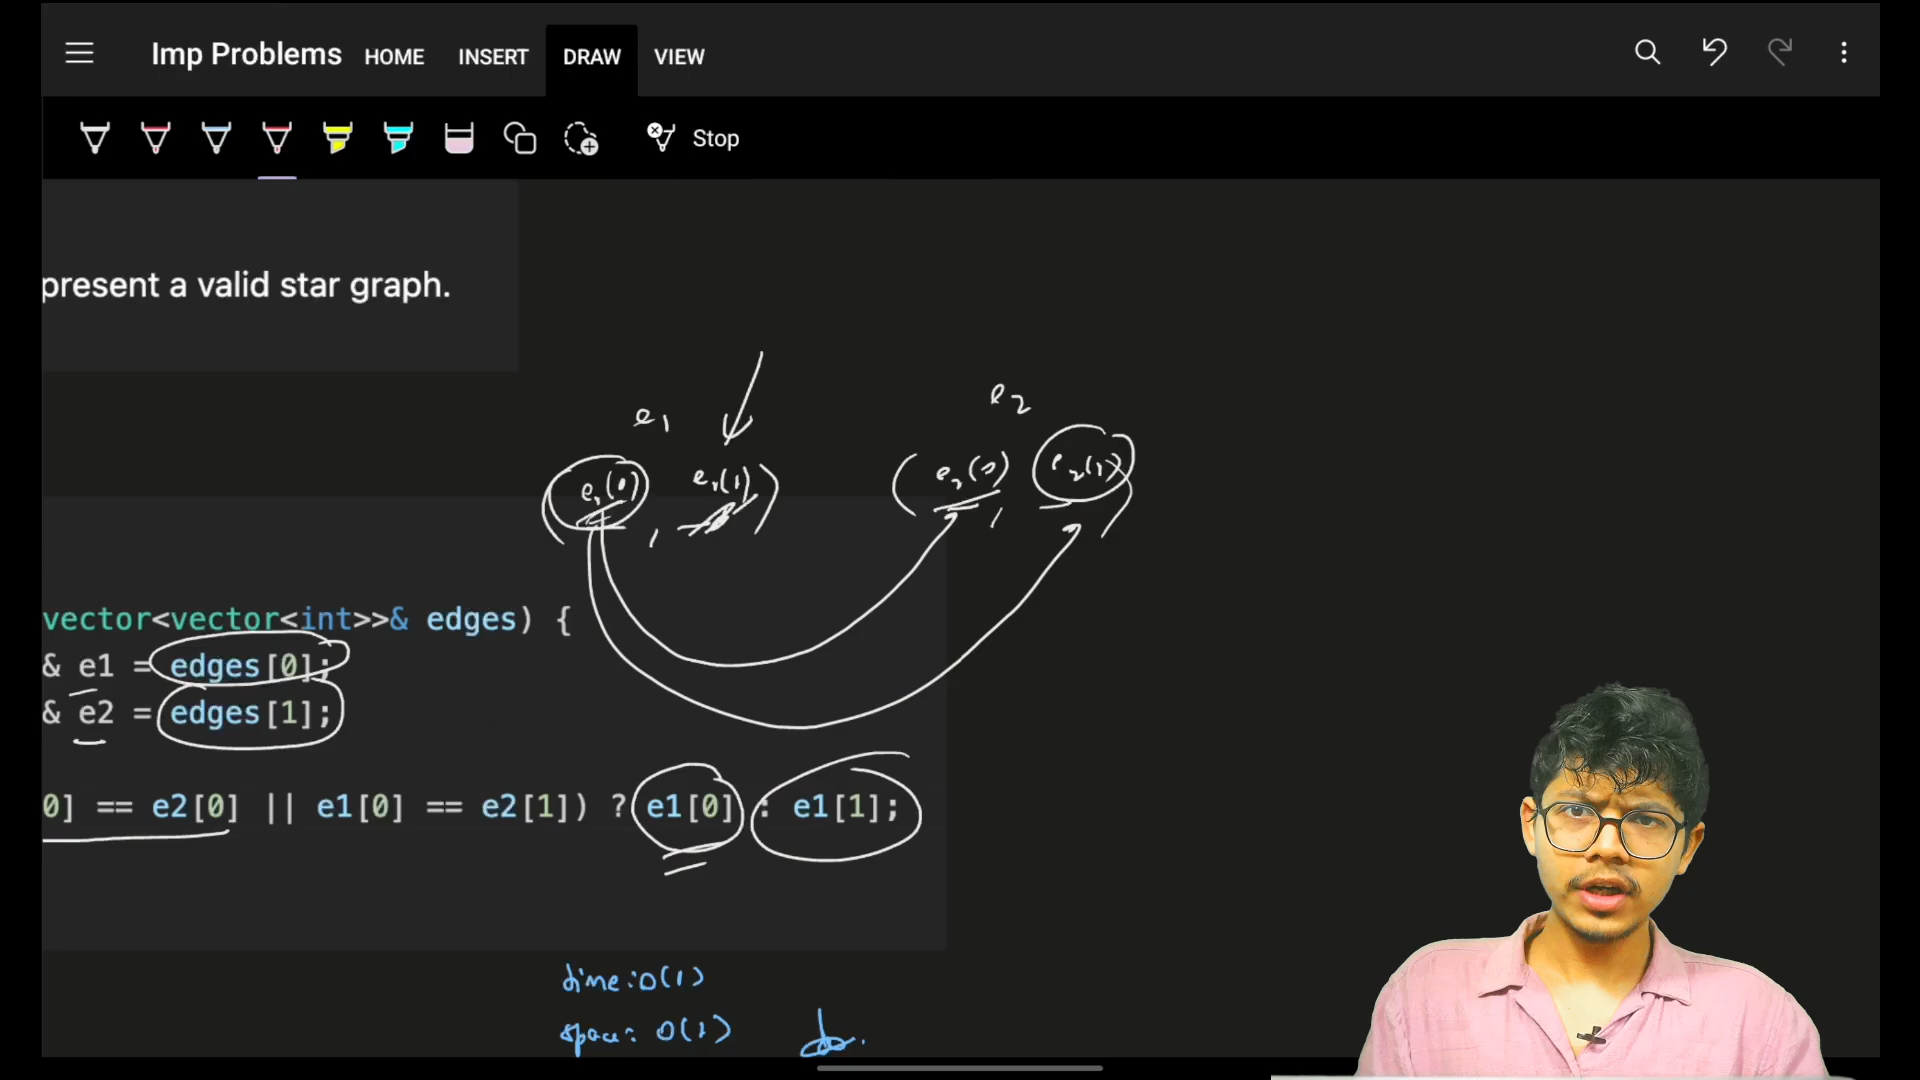 Imp Problems HOME INSERT DRAW VIEW
Stop
present a valid star graph.
e1 e2
(e1(0), e1(1)) (e2(0), e2(1))
vector<vector<int>>& edges) {
& e1 = edges[0];
& e2 = edges[1];
0] == e2[0] || e1[0] == e2[1]) ? e1[0] : e1[1];
time: O(1)
space: O(1)